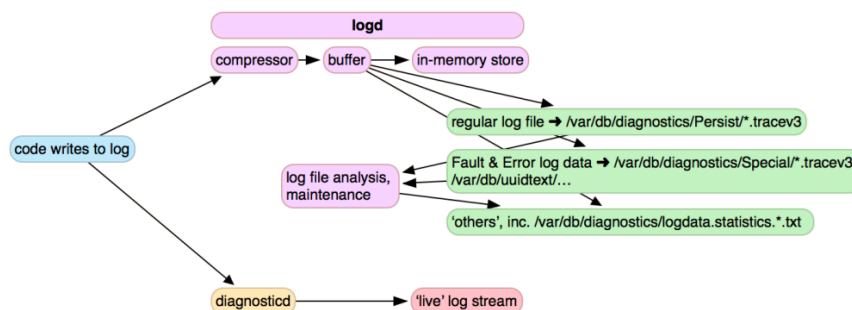 logd
compressor
buffer
in-memory store
regular log file ➜ /var/db/diagnostics/Persist/*.tracev3
code writes to log
Fault & Error log data ➜ /var/db/diagnostics/Special/*.tracev3
/var/db/uuidtext/…
log file analysis,
maintenance
‘others’, inc. /var/db/diagnostics/logdata.statistics.*.txt
diagnosticd
‘live’ log stream